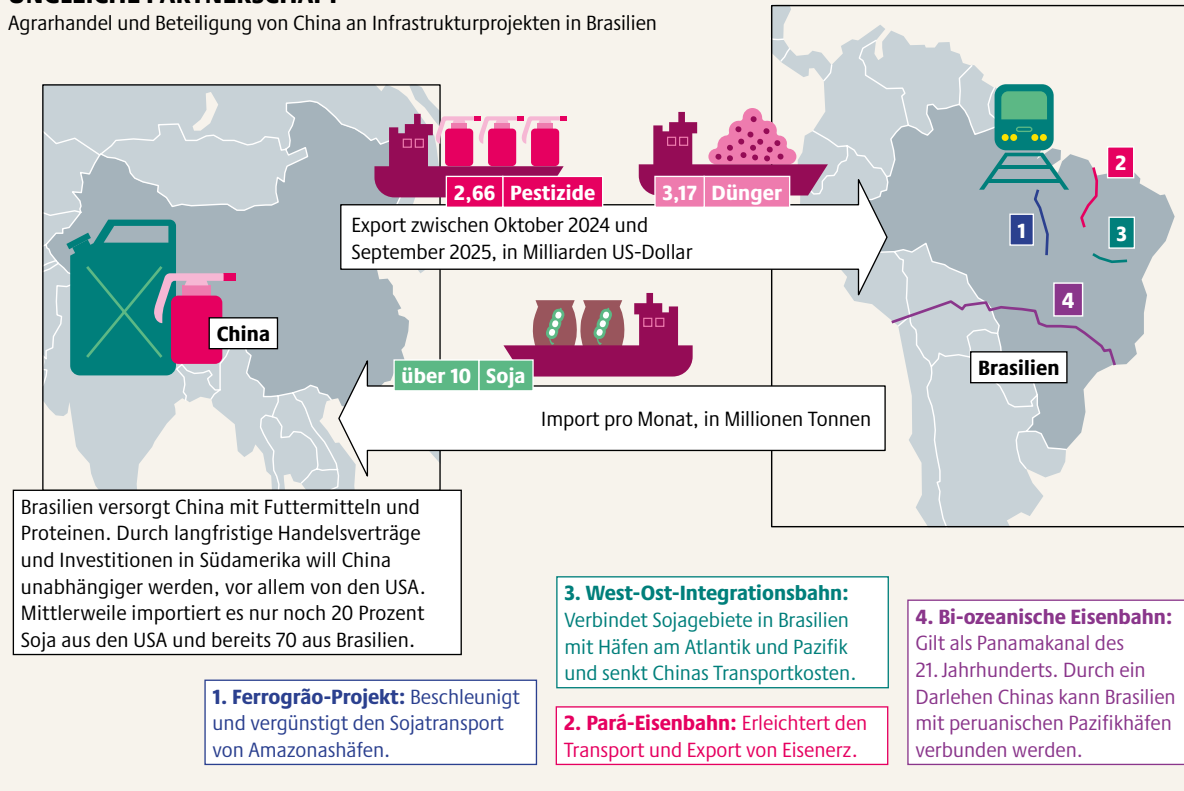 UNGLEICHE PARTNERSCHAFT
Agrarhandel und Beteiligung von China an Infrastrukturprojekten in Brasilien
2,66 Pestizide
3,17 Dünger
Export zwischen Oktober 2024 und
September 2025, in Milliarden US-Dollar
China
über 10 Soja
Import pro Monat, in Millionen Tonnen
1
2
3
4
Brasilien
Brasilien versorgt China mit Futtermitteln und
Proteinen. Durch langfristige Handelsverträge
und Investitionen in Südamerika will China
unabhängiger werden, vor allem von den USA.
Mittlerweile importiert es nur noch 20 Prozent
Soja aus den USA und bereits 70 aus Brasilien.
1. Ferrogrão-Projekt: Beschleunigt
und vergünstigt den Sojatransport
von Amazonashäfen.
3. West-Ost-Integrationsbahn:
Verbindet Sojagebiete in Brasilien
mit Häfen am Atlantik und Pazifik
und senkt Chinas Transportkosten.
2. Pará-Eisenbahn: Erleichtert den
Transport und Export von Eisenerz.
4. Bi-ozeanische Eisenbahn:
Gilt als Panamakanal des
21. Jahrhunderts. Durch ein
Darlehen Chinas kann Brasilien
mit peruanischen Pazifikhäfen
verbunden werden.